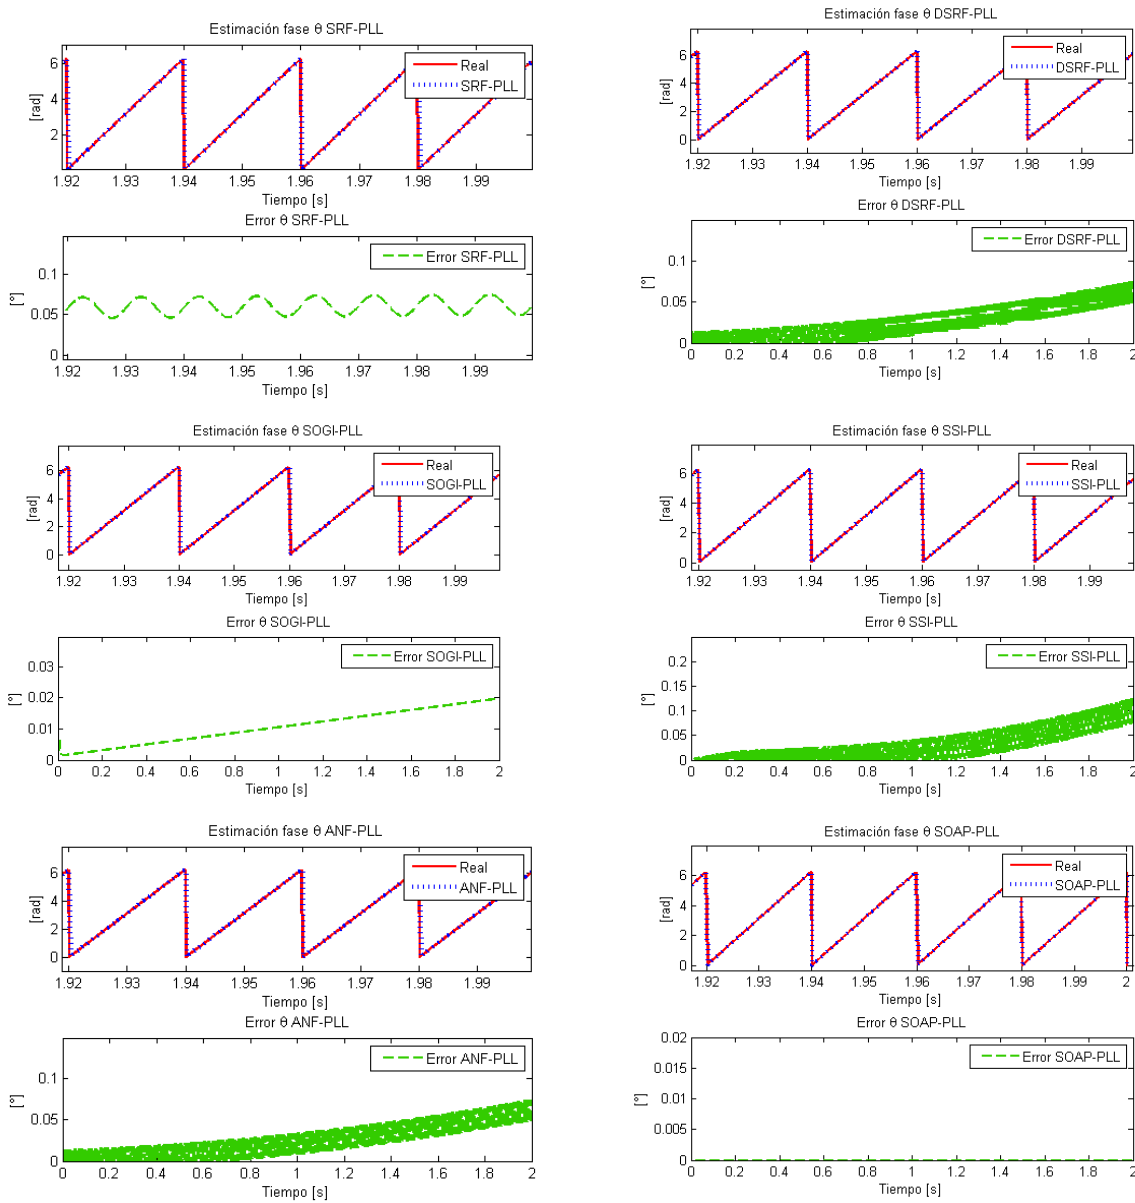 Estimación fase θ SRF-PLL
[rad]
6
4
2
Real
SRF-PLL
1.92 1.93 1.94 1.95 1.96 1.97 1.98 1.99
Tiempo [s]
Error θ SRF-PLL
[°]
0.1
0.05
0
Error SRF-PLL
1.92 1.93 1.94 1.95 1.96 1.97 1.98 1.99
Tiempo [s]
Estimación fase θ DSRF-PLL
[rad]
6
4
2
0
Real
DSRF-PLL
1.92 1.93 1.94 1.95 1.96 1.97 1.98 1.99
Tiempo [s]
Error θ DSRF-PLL
[°]
0.1
0.05
0
Error DSRF-PLL
0 0.2 0.4 0.6 0.8 1 1.2 1.4 1.6 1.8 2
Tiempo [s]
Estimación fase θ SOGI-PLL
[rad]
6
4
2
0
Real
SOGI-PLL
1.92 1.93 1.94 1.95 1.96 1.97 1.98 1.99
Tiempo [s]
Error θ SOGI-PLL
[°]
0.03
0.02
0.01
0
Error SOGI-PLL
0 0.2 0.4 0.6 0.8 1 1.2 1.4 1.6 1.8 2
Tiempo [s]
Estimación fase θ SSI-PLL
[rad]
6
4
2
0
Real
SSI-PLL
1.92 1.93 1.94 1.95 1.96 1.97 1.98 1.99
Tiempo [s]
Error θ SSI-PLL
[°]
0.2
0.15
0.1
0.05
0
Error SSI-PLL
0 0.2 0.4 0.6 0.8 1 1.2 1.4 1.6 1.8 2
Tiempo [s]
Estimación fase θ ANF-PLL
[rad]
6
4
2
0
Real
ANF-PLL
1.92 1.93 1.94 1.95 1.96 1.97 1.98 1.99
Tiempo [s]
Error θ ANF-PLL
[°]
0.1
0.05
0
Error ANF-PLL
0 0.2 0.4 0.6 0.8 1 1.2 1.4 1.6 1.8 2
Tiempo [s]
Estimación fase θ SOAP-PLL
[rad]
6
4
2
0
Real
SOAP-PLL
1.92 1.93 1.94 1.95 1.96 1.97 1.98 1.99 2
Tiempo [s]
Error θ SOAP-PLL
[°]
0.02
0.015
0.01
0.005
0
Error SOAP-PLL
0 0.2 0.4 0.6 0.8 1 1.2 1.4 1.6 1.8 2
Tiempo [s]